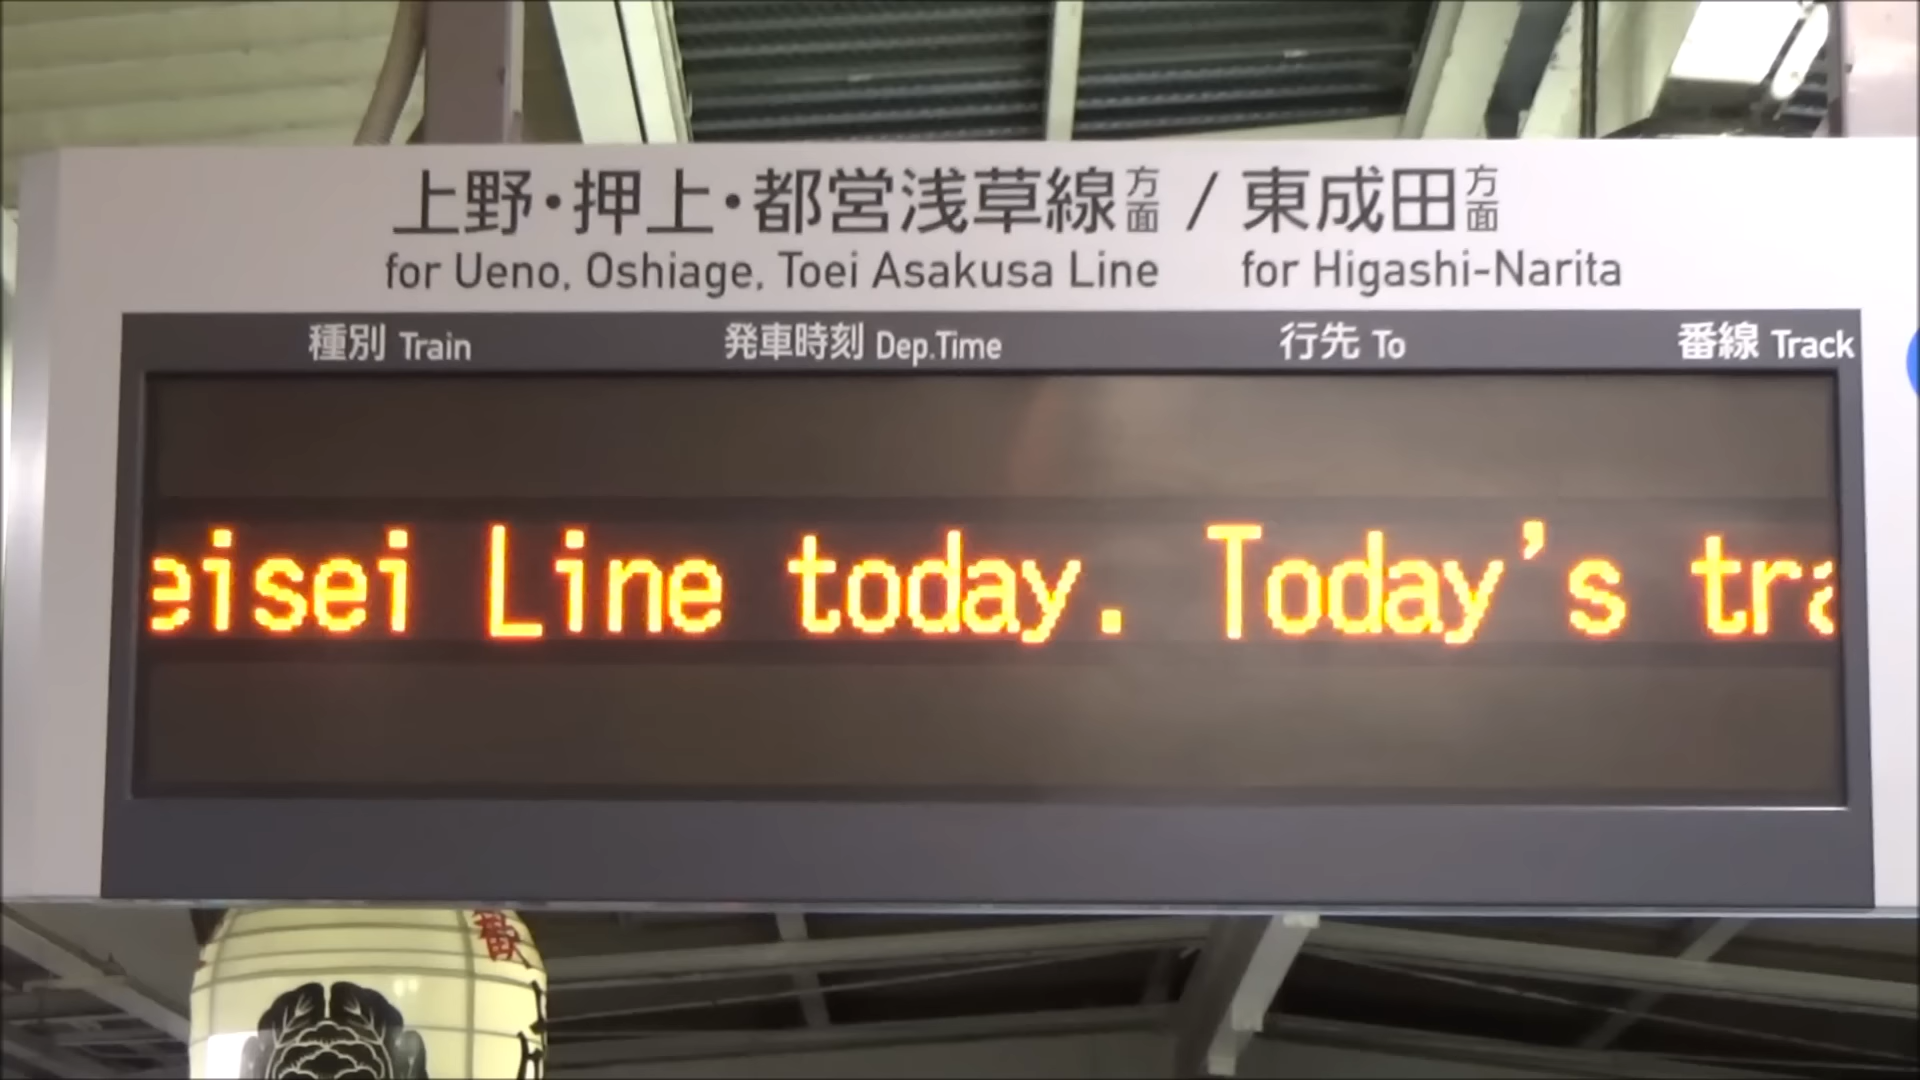 上野・押上・都営浅草線方面 / 東成田方面
for Ueno, Oshiage, Toei Asakusa Line for Higashi-Narita
種別 Train 発車時刻 Dep.Time 行先 To 番線 Track
eisei Line today. Today's tra
歓